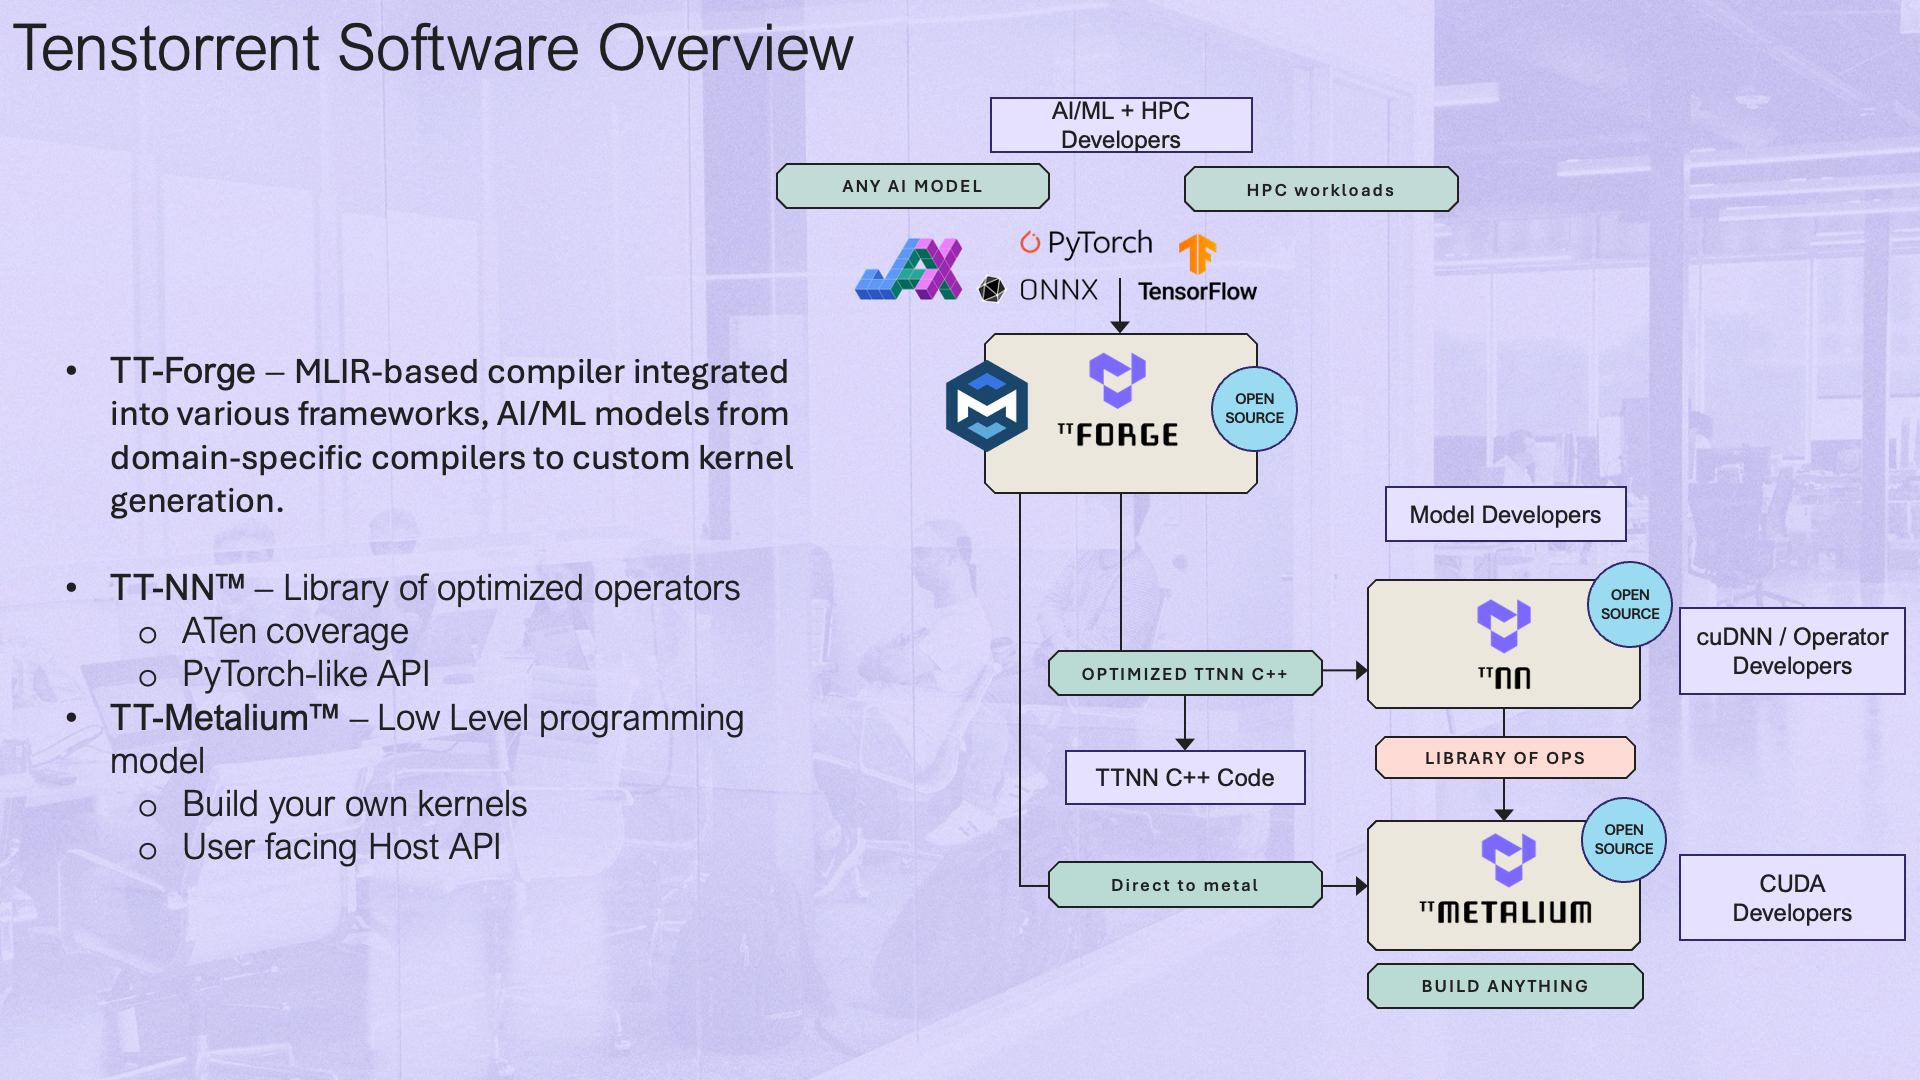 Tenstorrent Software Overview
AI/ML + HPC
Developers
ANY AI MODEL
HPC workloads
JAX
PyTorch
ONNX
TensorFlow
TT FORGE
OPEN
SOURCE
• TT-Forge – MLIR-based compiler integrated
into various frameworks, AI/ML models from
domain-specific compilers to custom kernel
generation.
• TT-NN™ – Library of optimized operators
o ATen coverage
o PyTorch-like API
• TT-Metalium™ – Low Level programming
model
o Build your own kernels
o User facing Host API
Model Developers
OPTIMIZED TTNN C++
TT NN
OPEN
SOURCE
cuDNN / Operator
Developers
TTNN C++ Code
LIBRARY OF OPS
Direct to metal
TT METALIUM
OPEN
SOURCE
CUDA
Developers
BUILD ANYTHING